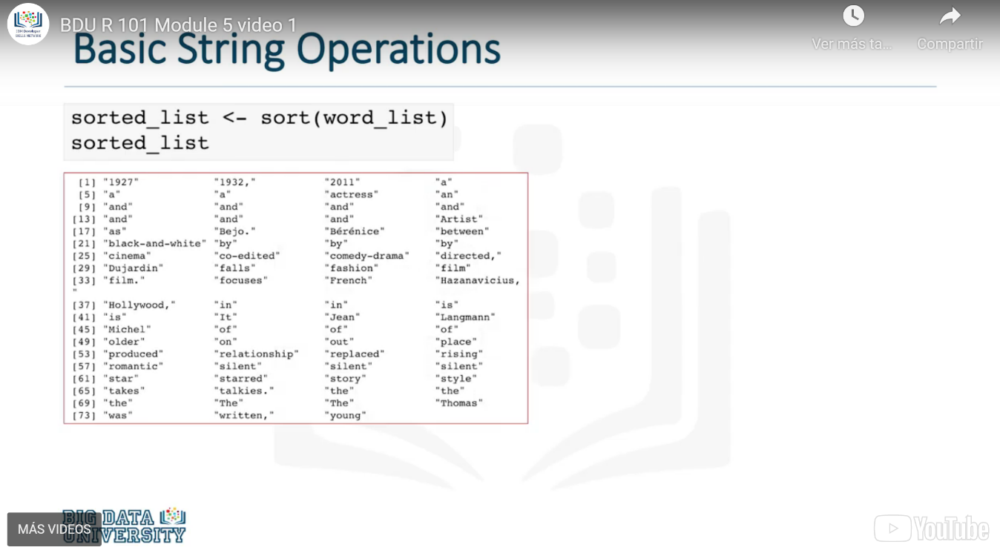 IBM Developer
SKILLS NETWORK
BDU R 101 Module 5 video 1
Ver más ta...
Compartir
Basic String Operations
sorted_list <- sort(word_list)
sorted_list
[1] "1927" "1932," "2011" "a"
[5] "a" "a" "actress" "an"
[9] "and" "and" "and" "and"
[13] "and" "and" "and" "Artist"
[17] "as" "Bejo." "Bérénice" "between"
[21] "black-and-white" "by" "by" "by"
[25] "cinema" "co-edited" "comedy-drama" "directed,"
[29] "Dujardin" "falls" "fashion" "film"
[33] "film." "focuses" "French" "Hazanavicius,
"
[37] "Hollywood," "in" "in" "is"
[41] "is" "It" "Jean" "Langmann"
[45] "Michel" "of" "of" "of"
[49] "older" "on" "out" "place"
[53] "produced" "relationship" "replaced" "rising"
[57] "romantic" "silent" "silent" "silent"
[61] "star" "starred" "story" "style"
[65] "takes" "talkies." "the" "the"
[69] "the" "The" "The" "Thomas"
[73] "was" "written," "young"
BIG DATA
UNIVERSITY
MÁS VIDEOS
YouTube